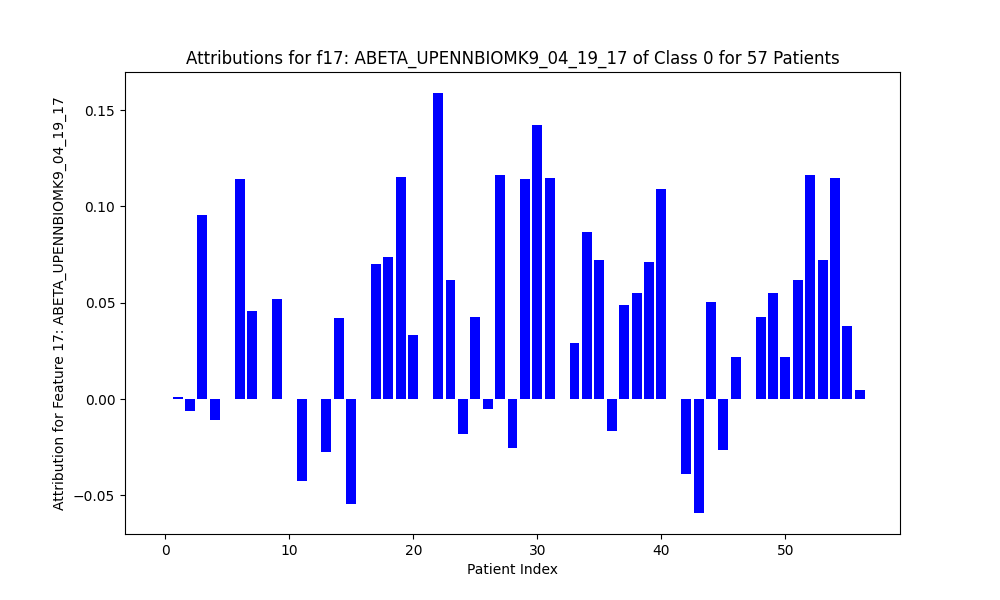 Attributions for f17: ABETA_UPENNBIOMK9_04_19_17 of Class 0 for 57 Patients
Attribution for Feature 17: ABETA_UPENNBIOMK9_04_19_17
0.15
0.10
0.05
0.00
−0.05
0 10 20 30 40 50
Patient Index